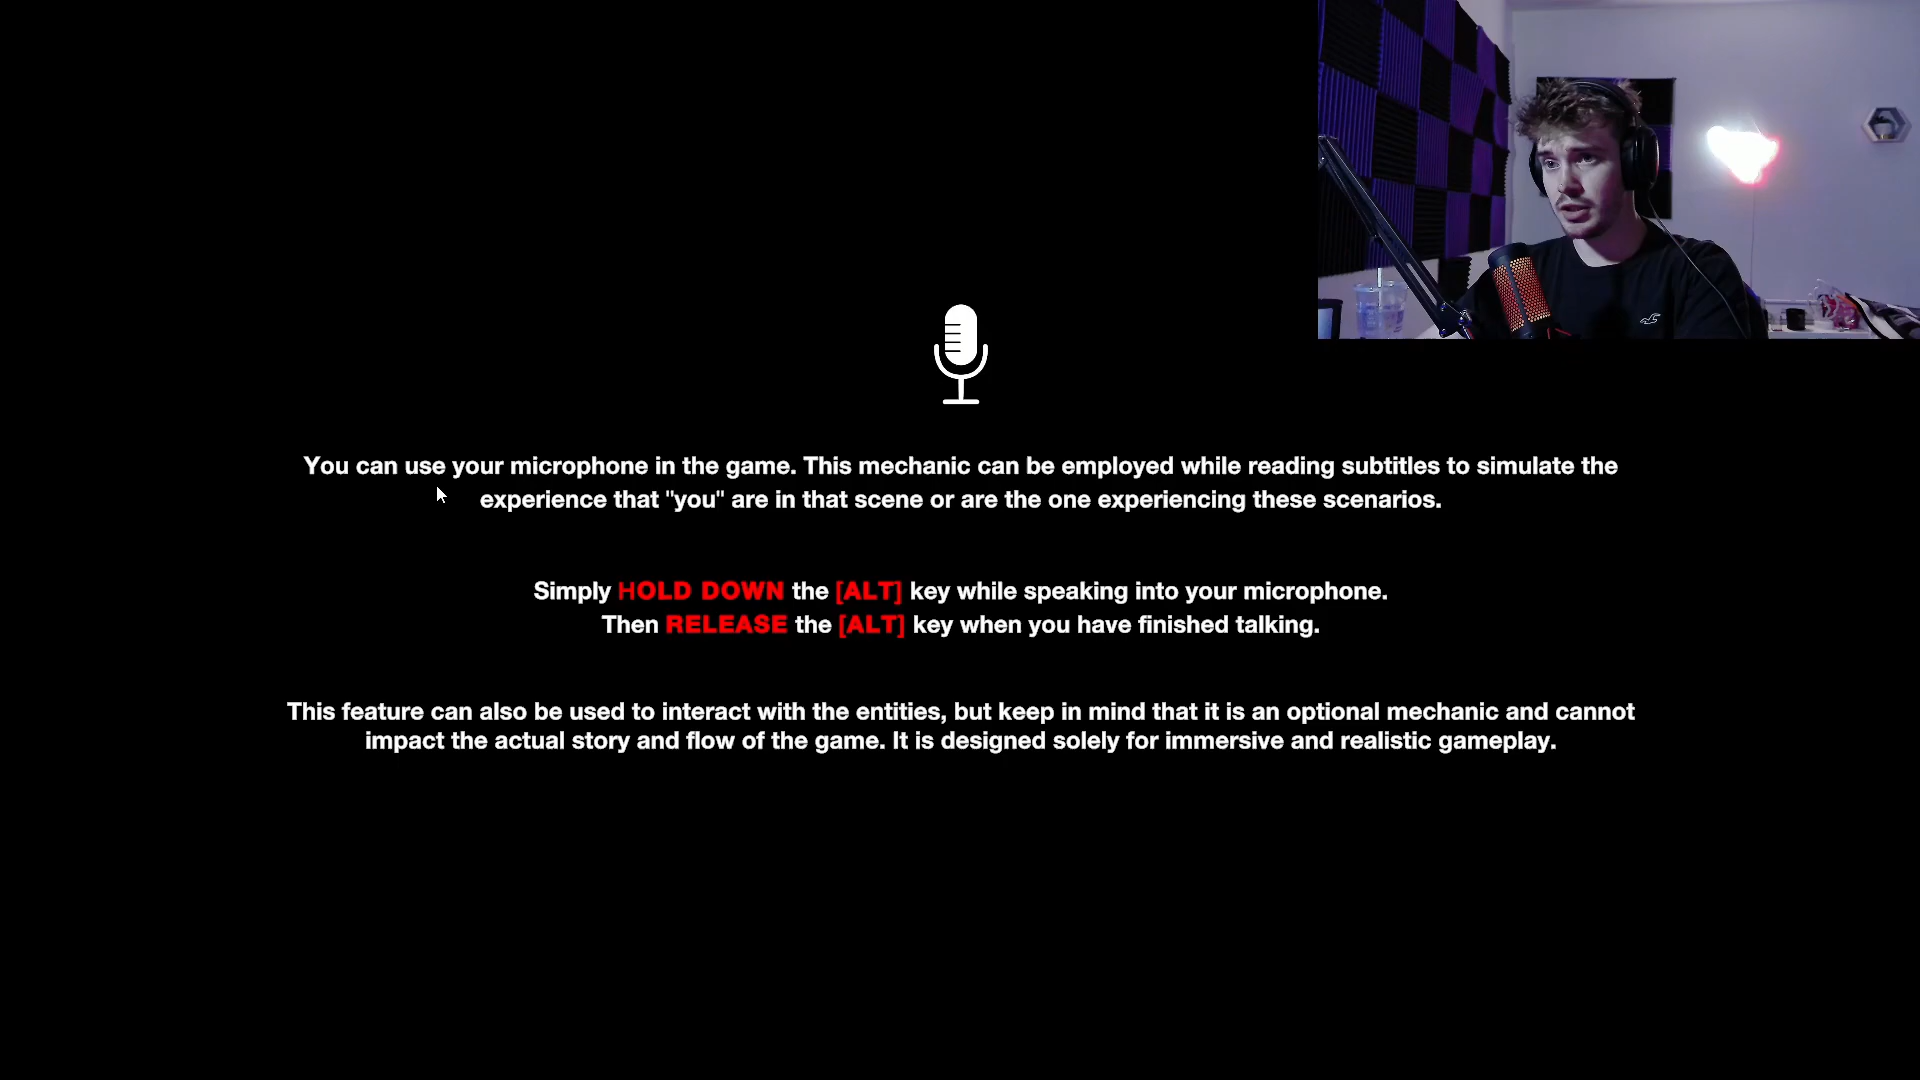 You can use your microphone in the game. This mechanic can be employed while reading subtitles to simulate the
experience that "you" are in that scene or are the one experiencing these scenarios.
Simply HOLD DOWN the [ALT] key while speaking into your microphone.
Then RELEASE the [ALT] key when you have finished talking.
This feature can also be used to interact with the entities, but keep in mind that it is an optional mechanic and cannot
impact the actual story and flow of the game. It is designed solely for immersive and realistic gameplay.